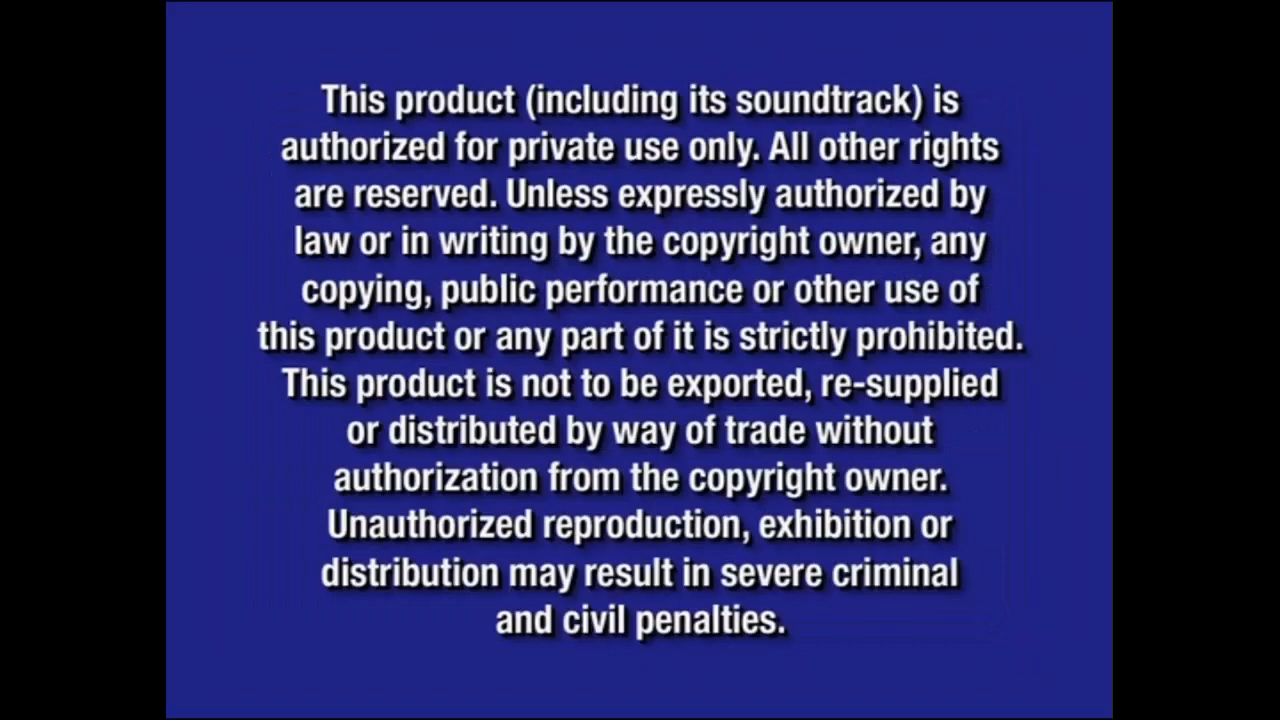 This product (including its soundtrack) is
authorized for private use only. All other rights
are reserved. Unless expressly authorized by
law or in writing by the copyright owner, any
copying, public performance or other use of
this product or any part of it is strictly prohibited.
This product is not to be exported, re-supplied
or distributed by way of trade without
authorization from the copyright owner.
Unauthorized reproduction, exhibition or
distribution may result in severe criminal
and civil penalties.